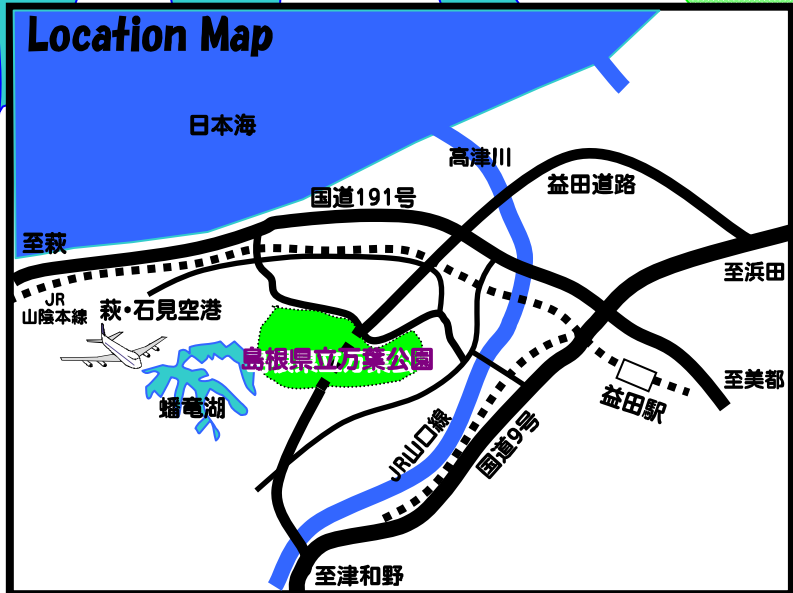 Location Map
日本海
高津川
益田道路
国道191号
至萩
至浜田
JR
山陰本線
萩・石見空港
島根県立万葉公園
至美都
益田駅
蟠竜湖
JR山口線
国道9号
至津和野